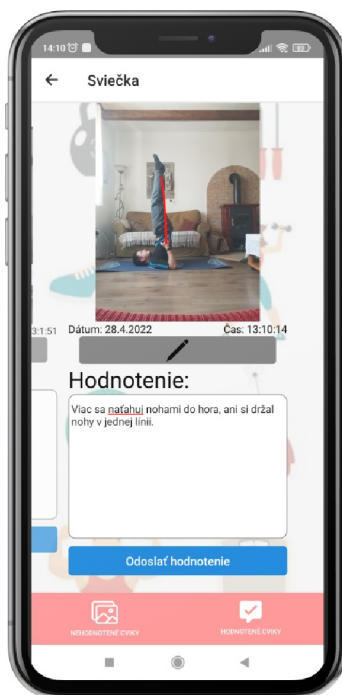 14:10
Sviečka
3:1:51
Dátum: 28.4.2022 Čas: 13:10:14
Hodnotenie:
Viac sa naťahuj nohami do hora, ani si držal
nohy v jednej línii.
Odoslať hodnotenie
NEHODNOTENÉ CVIKY HODNOTENÉ CVIKY